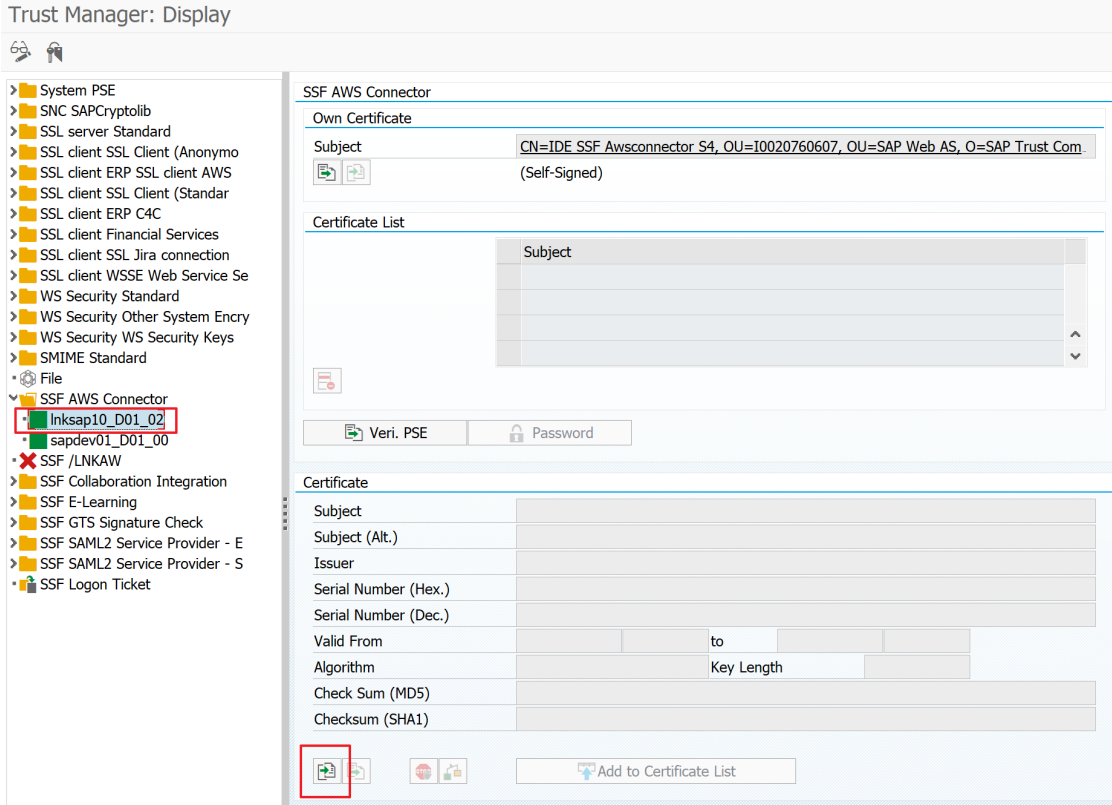 Trust Manager: Display
System PSE
SNC SAPCryptolib
SSL server Standard
SSL client SSL Client (Anonymo
SSL client ERP SSL client AWS
SSL client SSL Client (Standar
SSL client ERP C4C
SSL client Financial Services
SSL client SSL Jira connection
SSL client WSSE Web Service Se
WS Security Standard
WS Security Other System Encry
WS Security WS Security Keys
SMIME Standard
File
SSF AWS Connector
lnksap10_D01_02
sapdev01_D01_00
SSF /LNKAW
SSF Collaboration Integration
SSF E-Learning
SSF GTS Signature Check
SSF SAML2 Service Provider - E
SSF SAML2 Service Provider - S
SSF Logon Ticket
SSF AWS Connector
Own Certificate
Subject CN=IDE SSF Awsconnector S4, OU=I0020760607, OU=SAP Web AS, O=SAP Trust Com
(Self-Signed)
Certificate List
Subject
Veri. PSE Password
Certificate
Subject
Subject (Alt.)
Issuer
Serial Number (Hex.)
Serial Number (Dec.)
Valid From to
Algorithm Key Length
Check Sum (MD5)
Checksum (SHA1)
Add to Certificate List